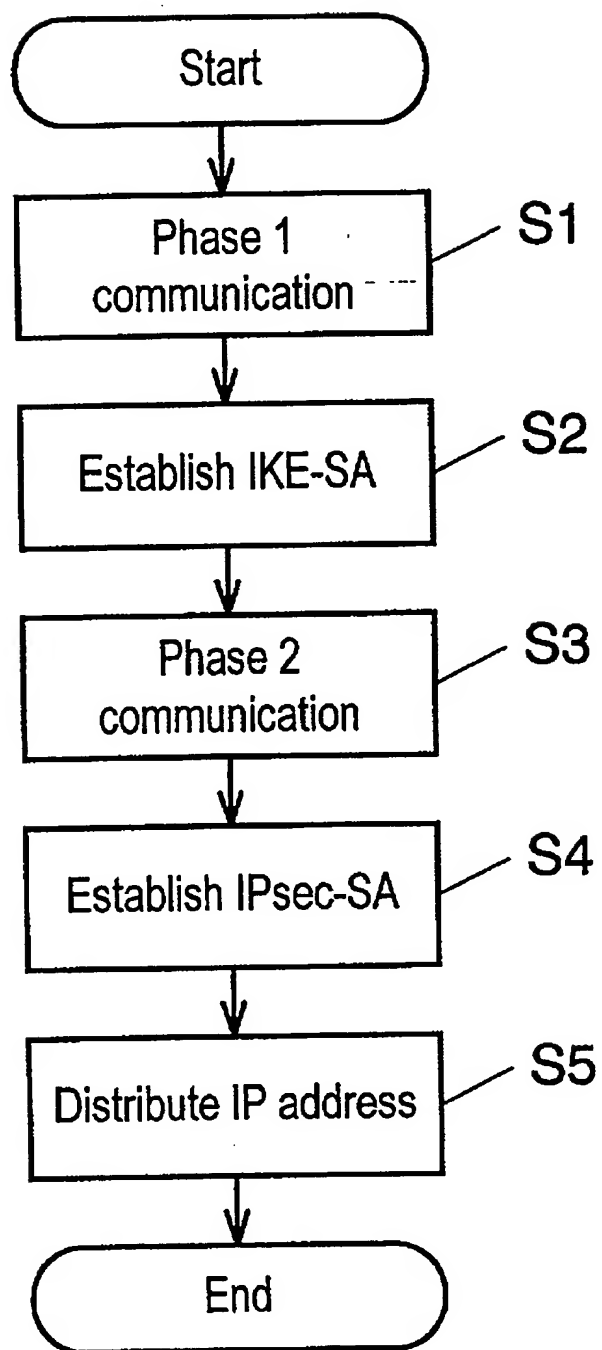 Start
Phase 1
communication
S1
Establish IKE-SA
S2
Phase 2
communication
S3
Establish IPsec-SA
S4
Distribute IP address
S5
End